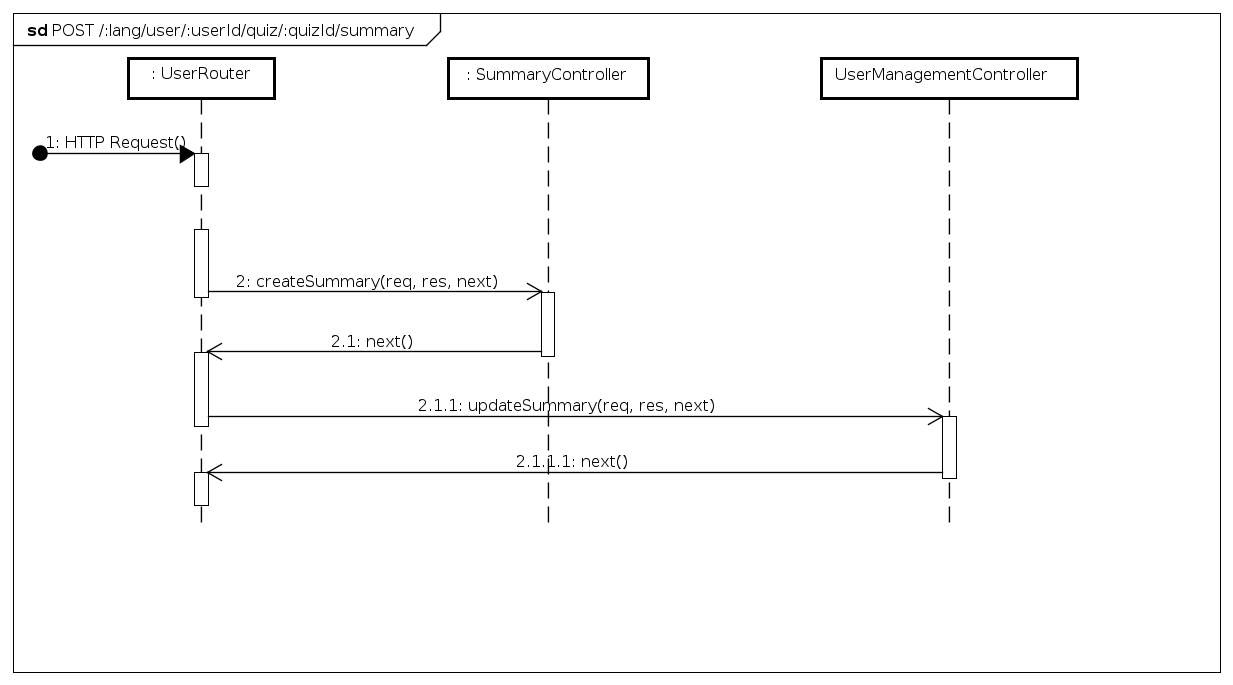 sd POST /:lang/user/:userId/quiz/:quizId/summary
: UserRouter
: SummaryController
UserManagementController
1: HTTP Request()
2: createSummary(req, res, next)
2.1: next()
2.1.1: updateSummary(req, res, next)
2.1.1.1: next()